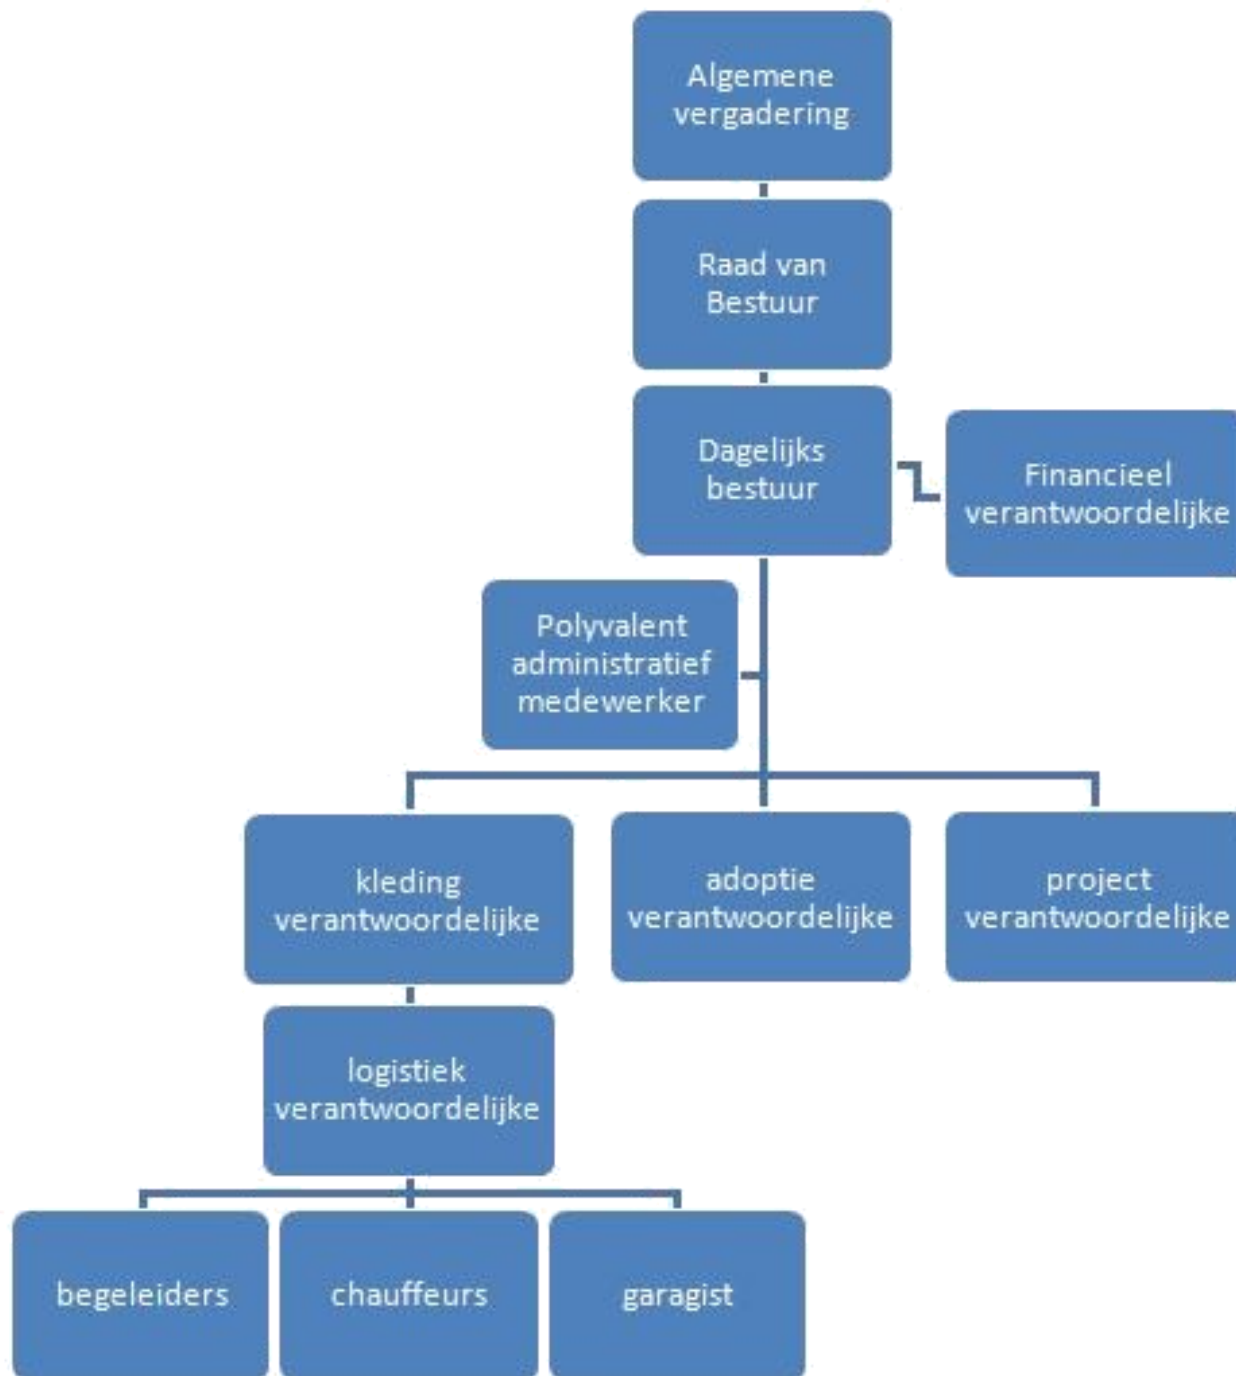 Algemene
vergadering
Raad van
Bestuur
Dagelijks
bestuur
Financieel
verantwoordelijke
Polyvalent
administratief
medewerker
kleding
verantwoordelijke
adoptie
verantwoordelijke
project
verantwoordelijke
logistiek
verantwoordelijke
begeleiders
chauffeurs
garagist